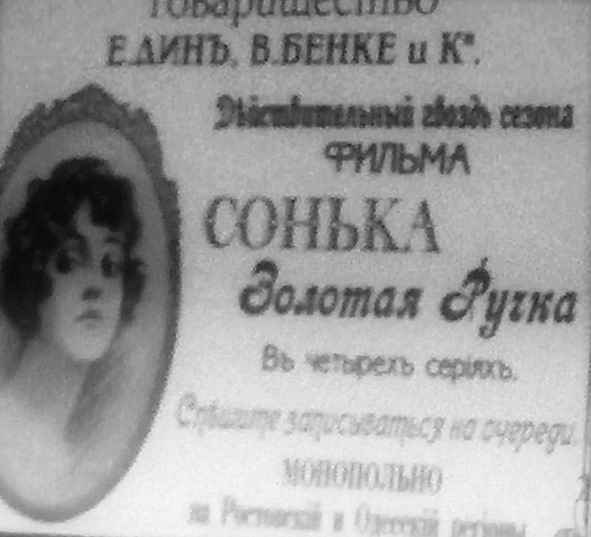 Товарищество
Е.ДИНЪ, В.БЕНКЕ и Кº.
Дѣйствительный гвоздь сезона
ФИЛЬМА
СОНЬКА
Золотая Ручка
Въ четырехъ серіяхъ.
Спѣшите записываться на очереди.
МОНОПОЛЬНО
на Ростовскій и Одесскій